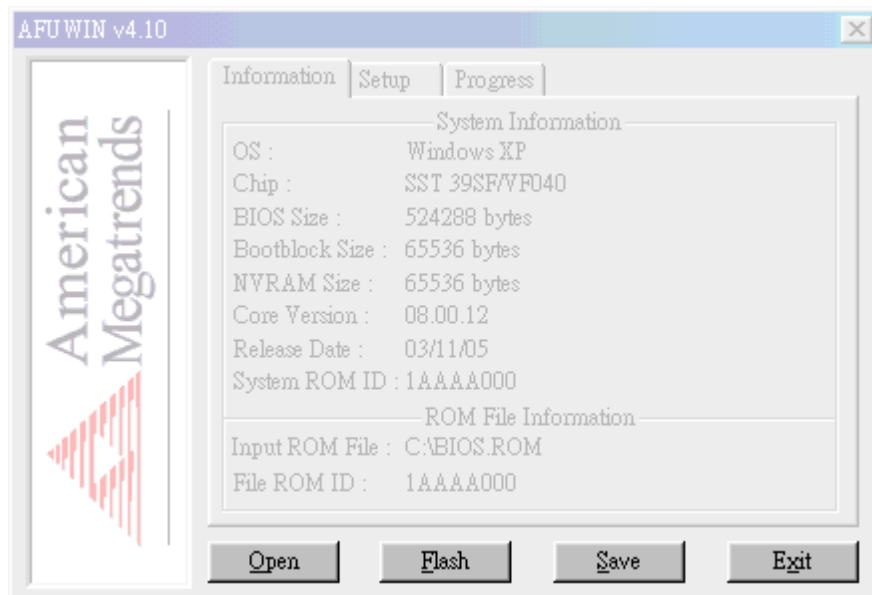 AFUWIN v4.10
American
Megatrends
Information Setup Progress
System Information
OS : Windows XP
Chip : SST 39SF/VF040
BIOS Size : 524288 bytes
Bootblock Size : 65536 bytes
NVRAM Size : 65536 bytes
Core Version : 08.00.12
Release Date : 03/11/05
System ROM ID : 1AAAA000
ROM File Information
Input ROM File : C:\BIOS.ROM
File ROM ID : 1AAAA000
Open Flash Save Exit